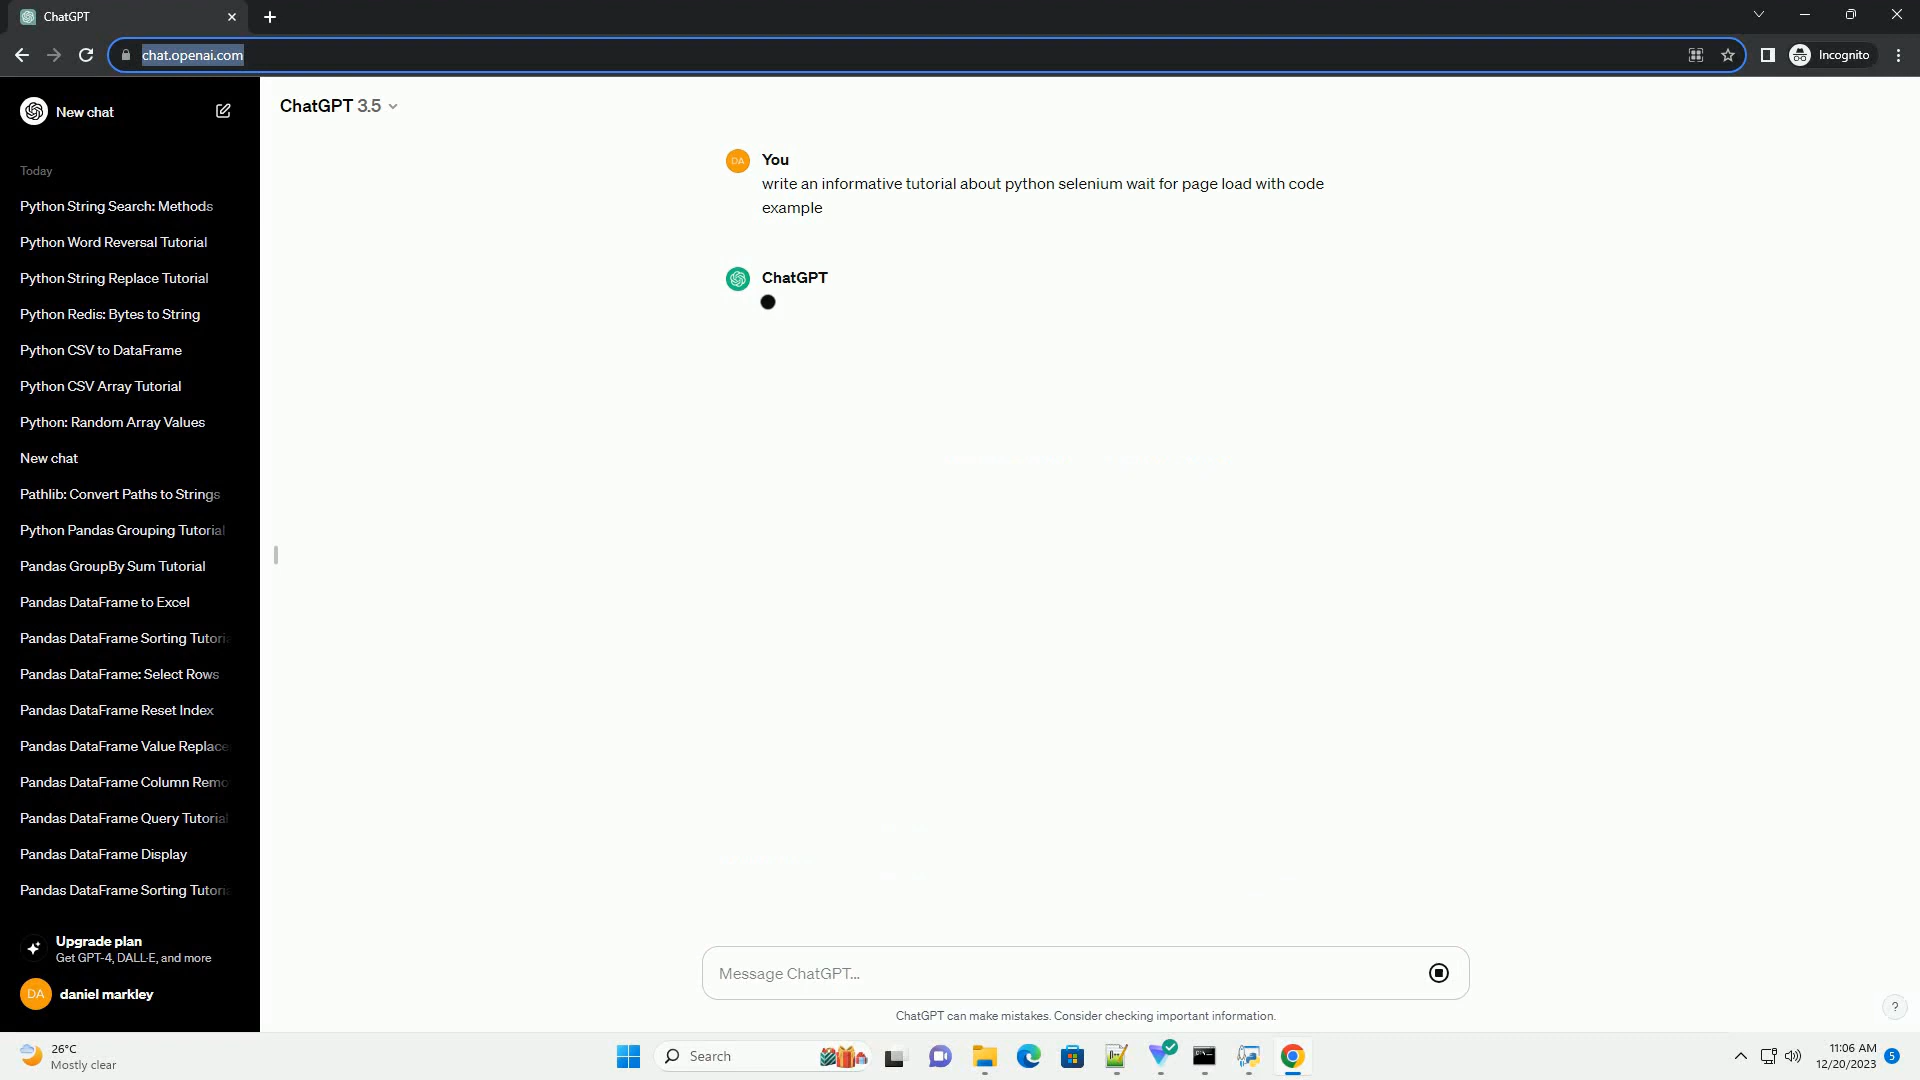 ChatGPT
chat.openai.com
Incognito
New chat
Today
Python String Search: Methods
Python Word Reversal Tutorial
Python String Replace Tutorial
Python Redis: Bytes to String
Python CSV to DataFrame
Python CSV Array Tutorial
Python: Random Array Values
New chat
Pathlib: Convert Paths to Strings
Python Pandas Grouping Tutorial
Pandas GroupBy Sum Tutorial
Pandas DataFrame to Excel
Pandas DataFrame Sorting Tutoria
Pandas DataFrame: Select Rows
Pandas DataFrame Reset Index
Pandas DataFrame Value Replace
Pandas DataFrame Column Remo
Pandas DataFrame Query Tutorial
Pandas DataFrame Display
Pandas DataFrame Sorting Tutoria
Upgrade plan
Get GPT-4, DALL·E, and more
DA daniel markley
ChatGPT 3.5
DA You
write an informative tutorial about python selenium wait for page load with code
example
ChatGPT
Message ChatGPT...
ChatGPT can make mistakes. Consider checking important information.
?
26°C
Mostly clear
Search
11:06 AM
12/20/2023
5